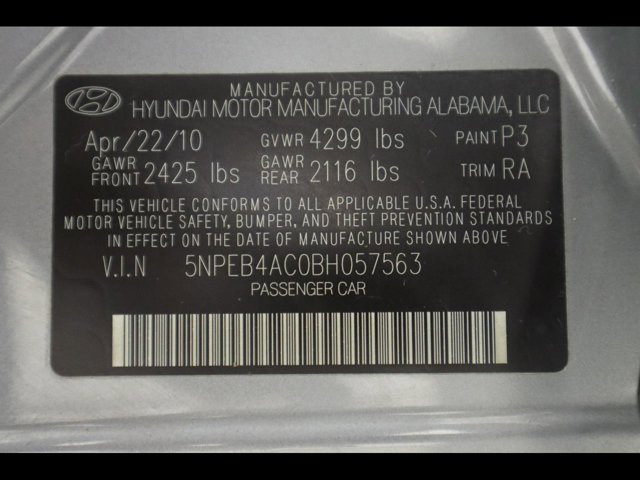 MANUFACTURED BY
HYUNDAI MOTOR MANUFACTURING ALABAMA, LLC
Apr/22/10 GVWR 4299 lbs PAINT P3
GAWR FRONT 2425 lbs GAWR REAR 2116 lbs TRIM RA
THIS VEHICLE CONFORMS TO ALL APPLICABLE U.S.A. FEDERAL
MOTOR VEHICLE SAFETY, BUMPER, AND THEFT PREVENTION STANDARDS
IN EFFECT ON THE DATE OF MANUFACTURE SHOWN ABOVE
V.I.N 5NPEB4AC0BH057563
PASSENGER CAR